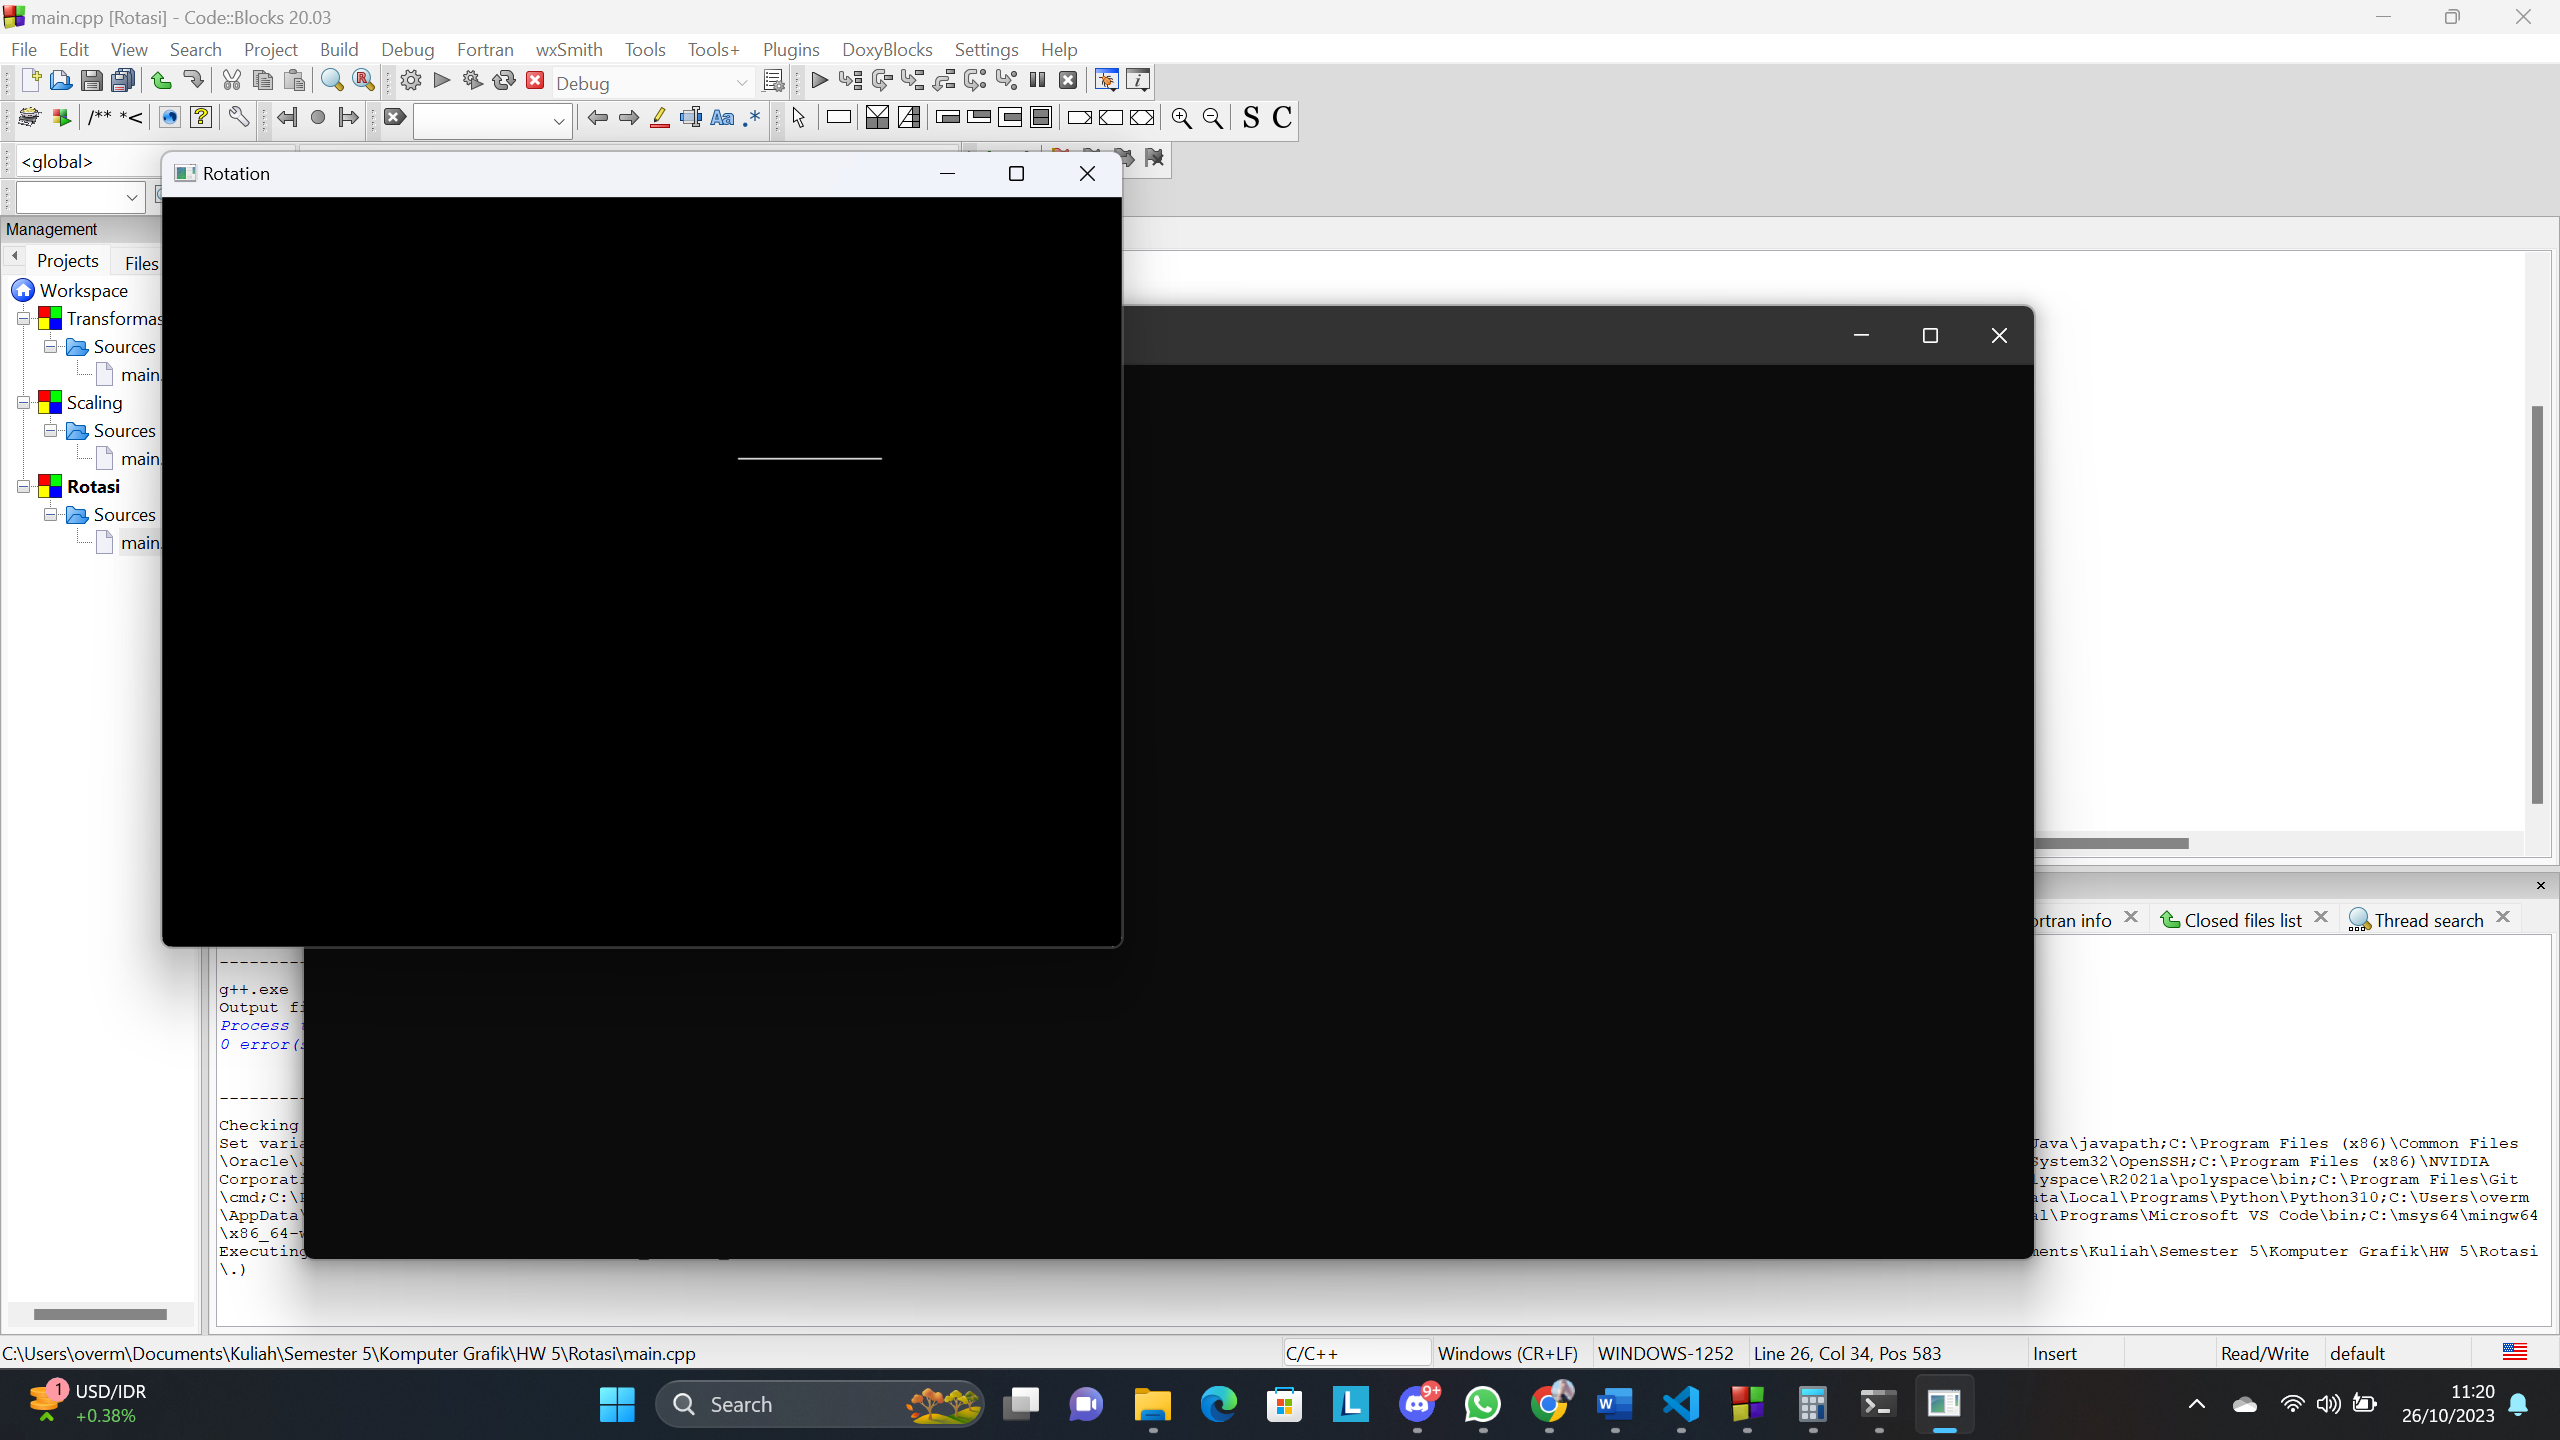 main.cpp [Rotasi] - Code::Blocks 20.03
File Edit View Search Project Build Debug Fortran wxSmith Tools Tools+ Plugins DoxyBlocks Settings Help
Debug
/** *<
Aa .*
S C
<global>
Rotation
Management
Projects Files
Workspace
Transformas
Sources
main.
Scaling
Sources
main.
Rotasi
Sources
main.
ortran info Closed files list Thread search
g++.exe
Output fi
Process
0 error(s
Checking
Set varia Java\javapath;C:\Program Files (x86)\Common Files
\Oracle\J System32\OpenSSH;C:\Program Files (x86)\NVIDIA
Corporati lyspace\R2021a\polyspace\bin;C:\Program Files\Git
\cmd;C:\P ata\Local\Programs\Python\Python310;C:\Users\overm
\AppData\ al\Programs\Microsoft VS Code\bin;C:\msys64\mingw64
\x86_64-w
Executing ments\Kuliah\Semester 5\Komputer Grafik\HW 5\Rotasi
\.)
C:\Users\overm\Documents\Kuliah\Semester 5\Komputer Grafik\HW 5\Rotasi\main.cpp C/C++ Windows (CR+LF) WINDOWS-1252 Line 26, Col 34, Pos 583 Insert Read/Write default
1 USD/IDR
+0.38%
Search
9+
11:20
26/10/2023